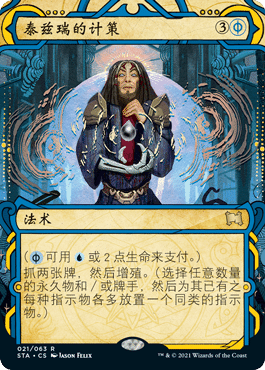 泰兹瑞的计策 3
法术
(可用或2点生命来支付。)
抓两张牌，然后增殖。(选择任意数量
的永久物和／或牌手，然后为其已有之
每种指示物各多放置一个同类的指示
物。)
021/063 R
STA • CS JASON FELIX ™ & © 2021 Wizards of the Coast